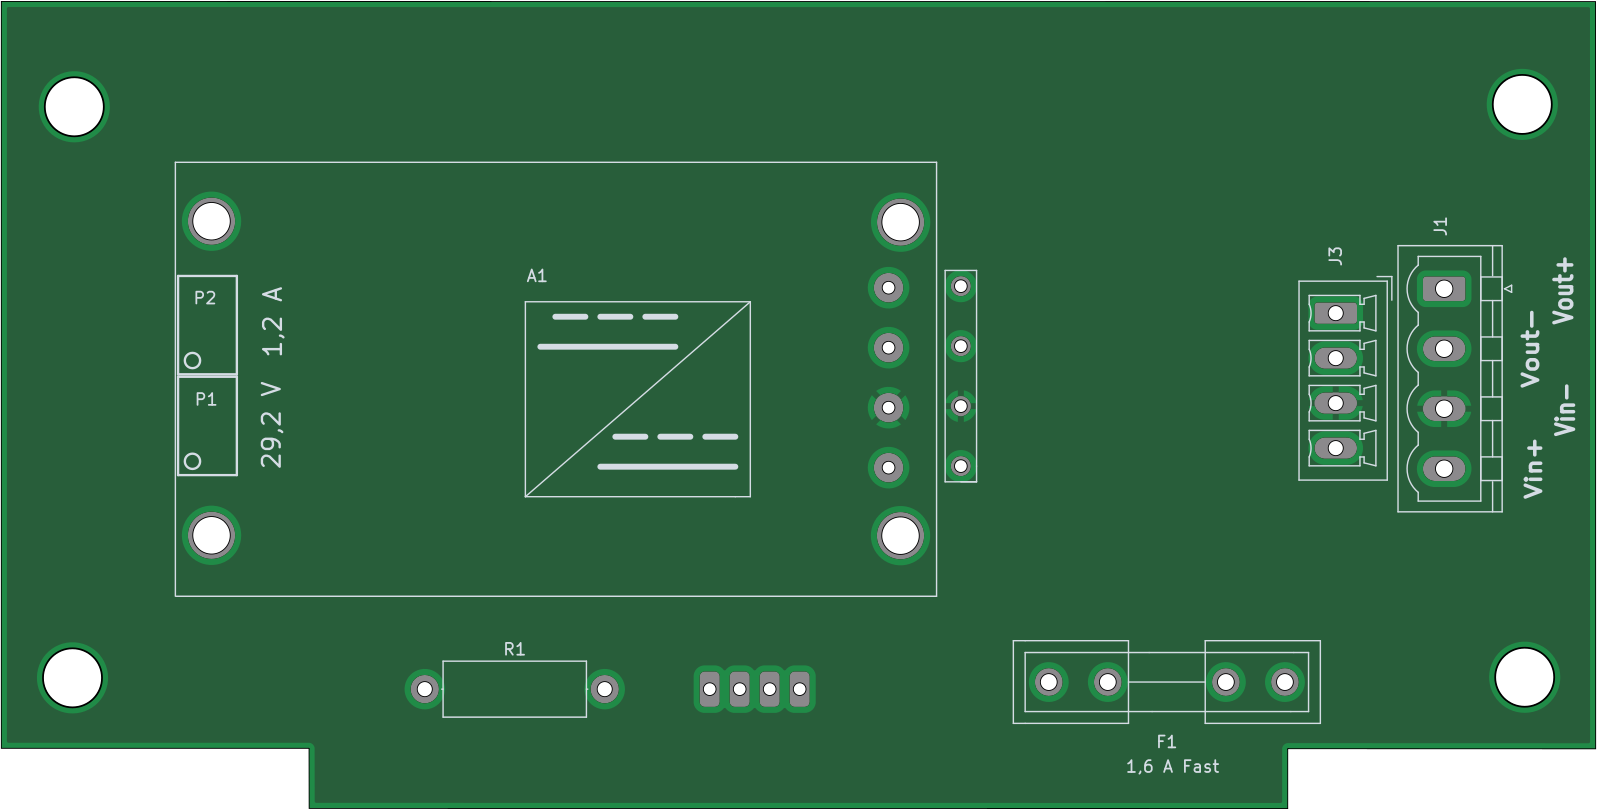 J1
J3
Vout+
A1
P2
1,2 A
Vout−
P1
29,2 V
Vin−
Vin+
R1
F1
1,6 A Fast